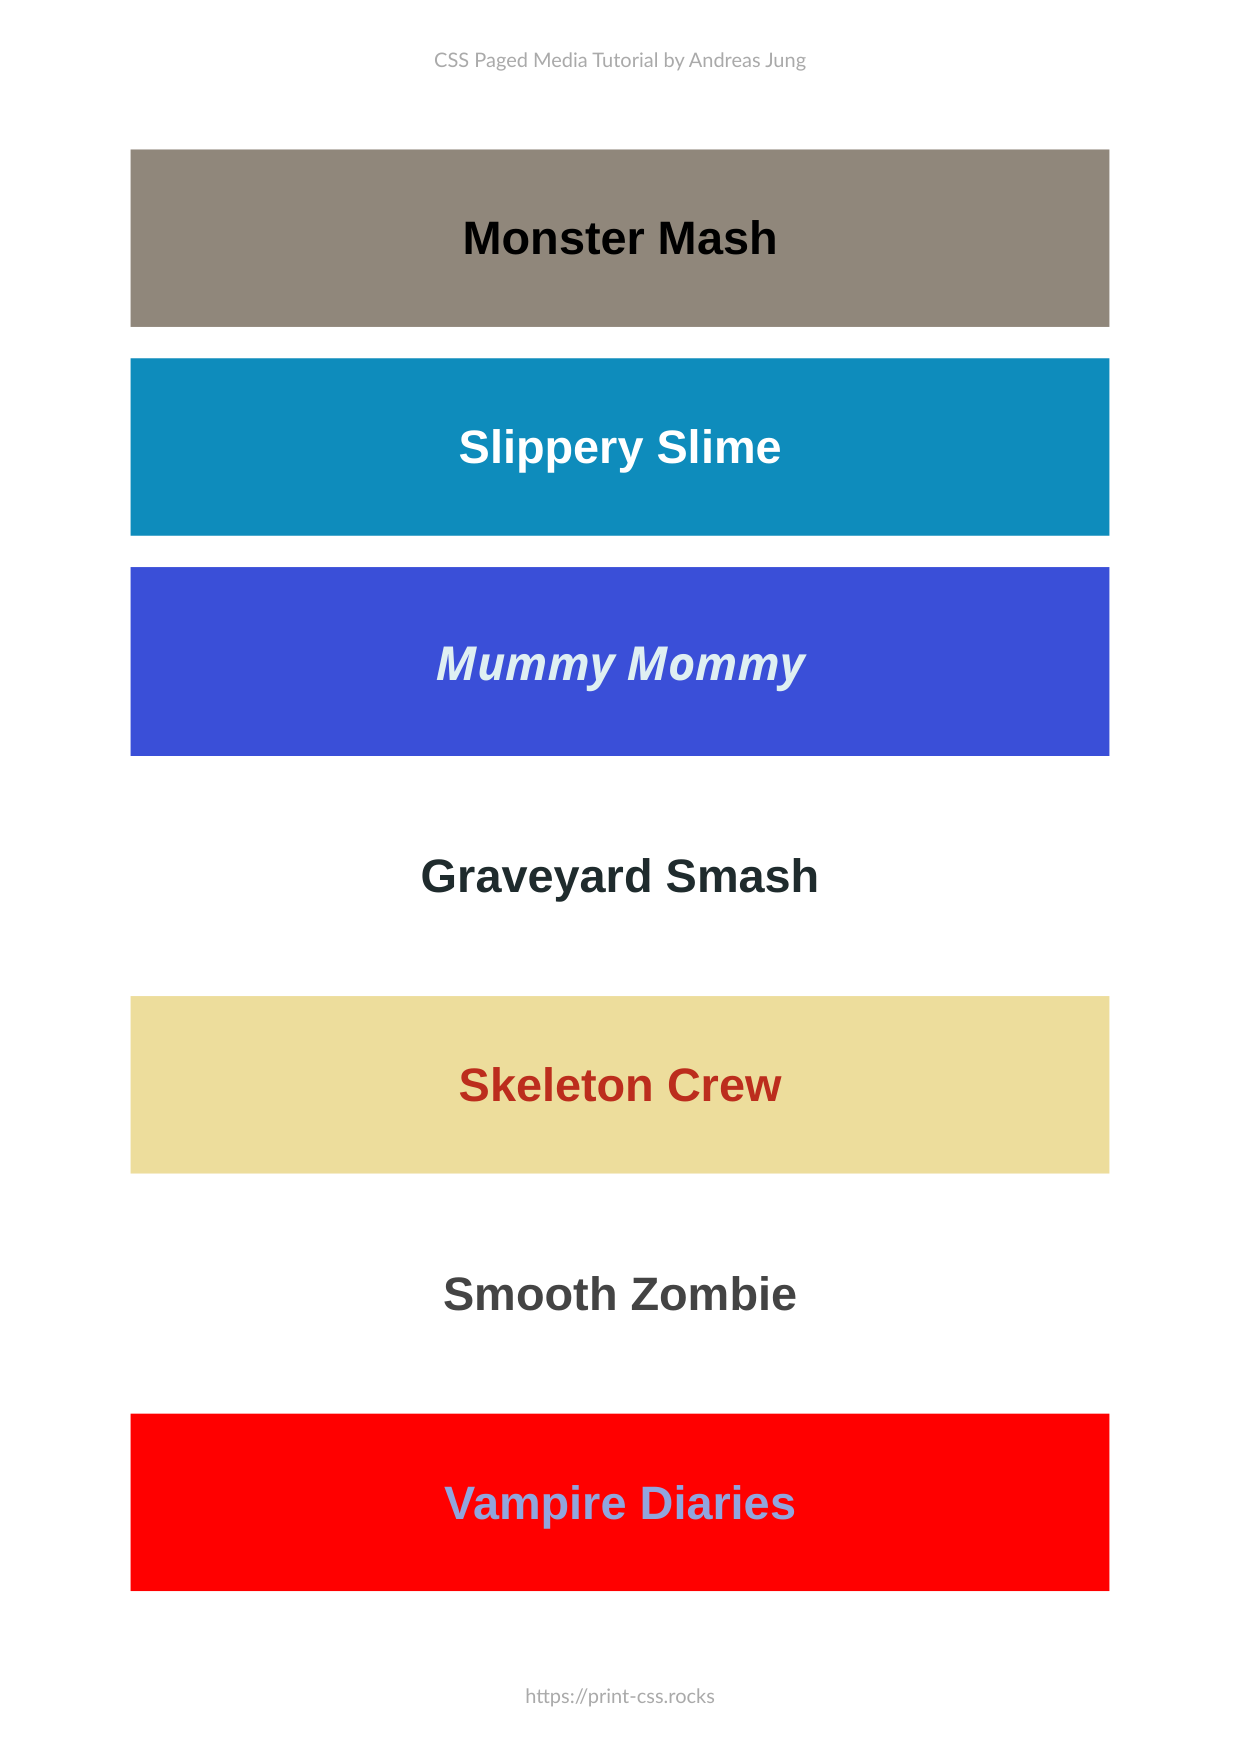 CSS Paged Media Tutorial by Andreas Jung
Monster Mash
Slippery Slime
Mummy Mommy
Graveyard Smash
Skeleton Crew
Smooth Zombie
Vampire Diaries
https://print-css.rocks